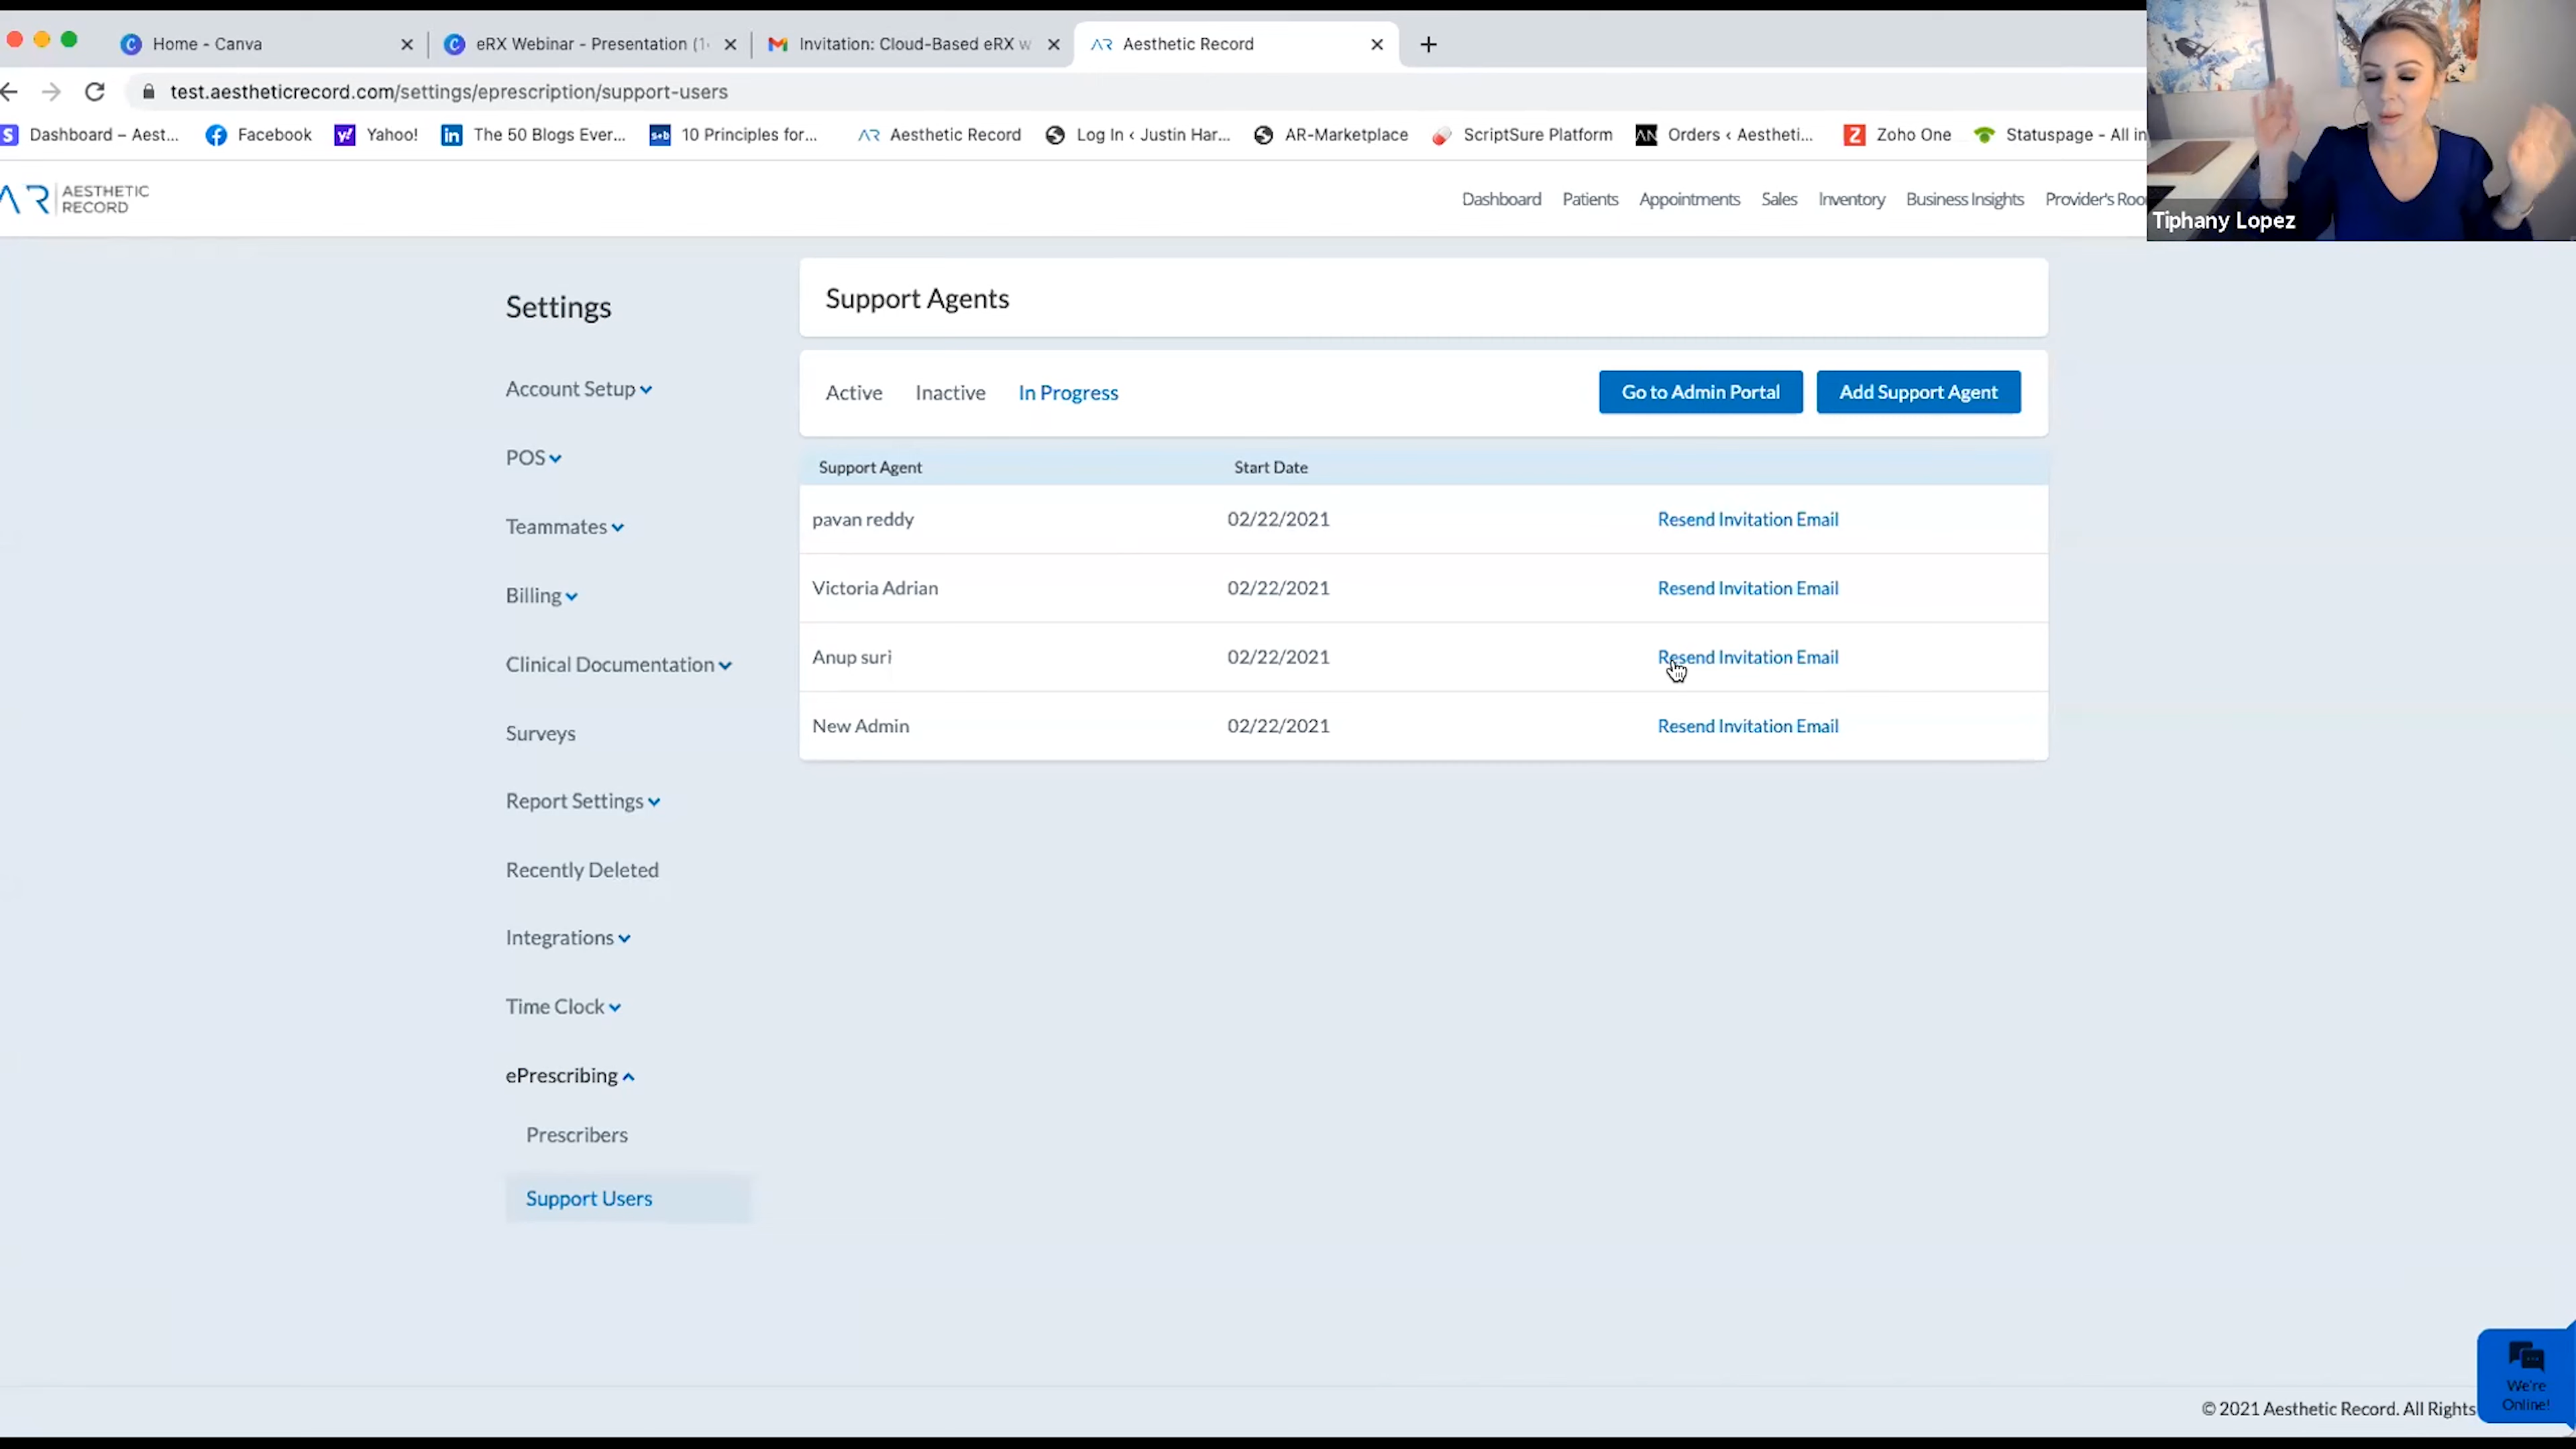 Home - Canva
eRX Webinar - Presentation (1
Invitation: Cloud-Based eRX w
Aesthetic Record
test.aestheticrecord.com/settings/eprescription/support-users
Dashboard – Aest...
Facebook
Yahoo!
The 50 Blogs Ever...
10 Principles for...
Aesthetic Record
Log In ‹ Justin Har...
AR-Marketplace
ScriptSure Platform
Orders ‹ Aestheti...
Zoho One
Statuspage - All in
Tiphany Lopez
AR AESTHETIC
RECORD
Dashboard Patients Appointments Sales Inventory Business Insights Provider's Roo
Settings
Account Setup
POS
Teammates
Billing
Clinical Documentation
Surveys
Report Settings
Recently Deleted
Integrations
Time Clock
ePrescribing
Prescribers
Support Users
Support Agents
Active Inactive In Progress Go to Admin Portal Add Support Agent
Support Agent Start Date
pavan reddy 02/22/2021 Resend Invitation Email
Victoria Adrian 02/22/2021 Resend Invitation Email
Anup suri 02/22/2021 Resend Invitation Email
New Admin 02/22/2021 Resend Invitation Email
We're
Online!
© 2021 Aesthetic Record. All Rights